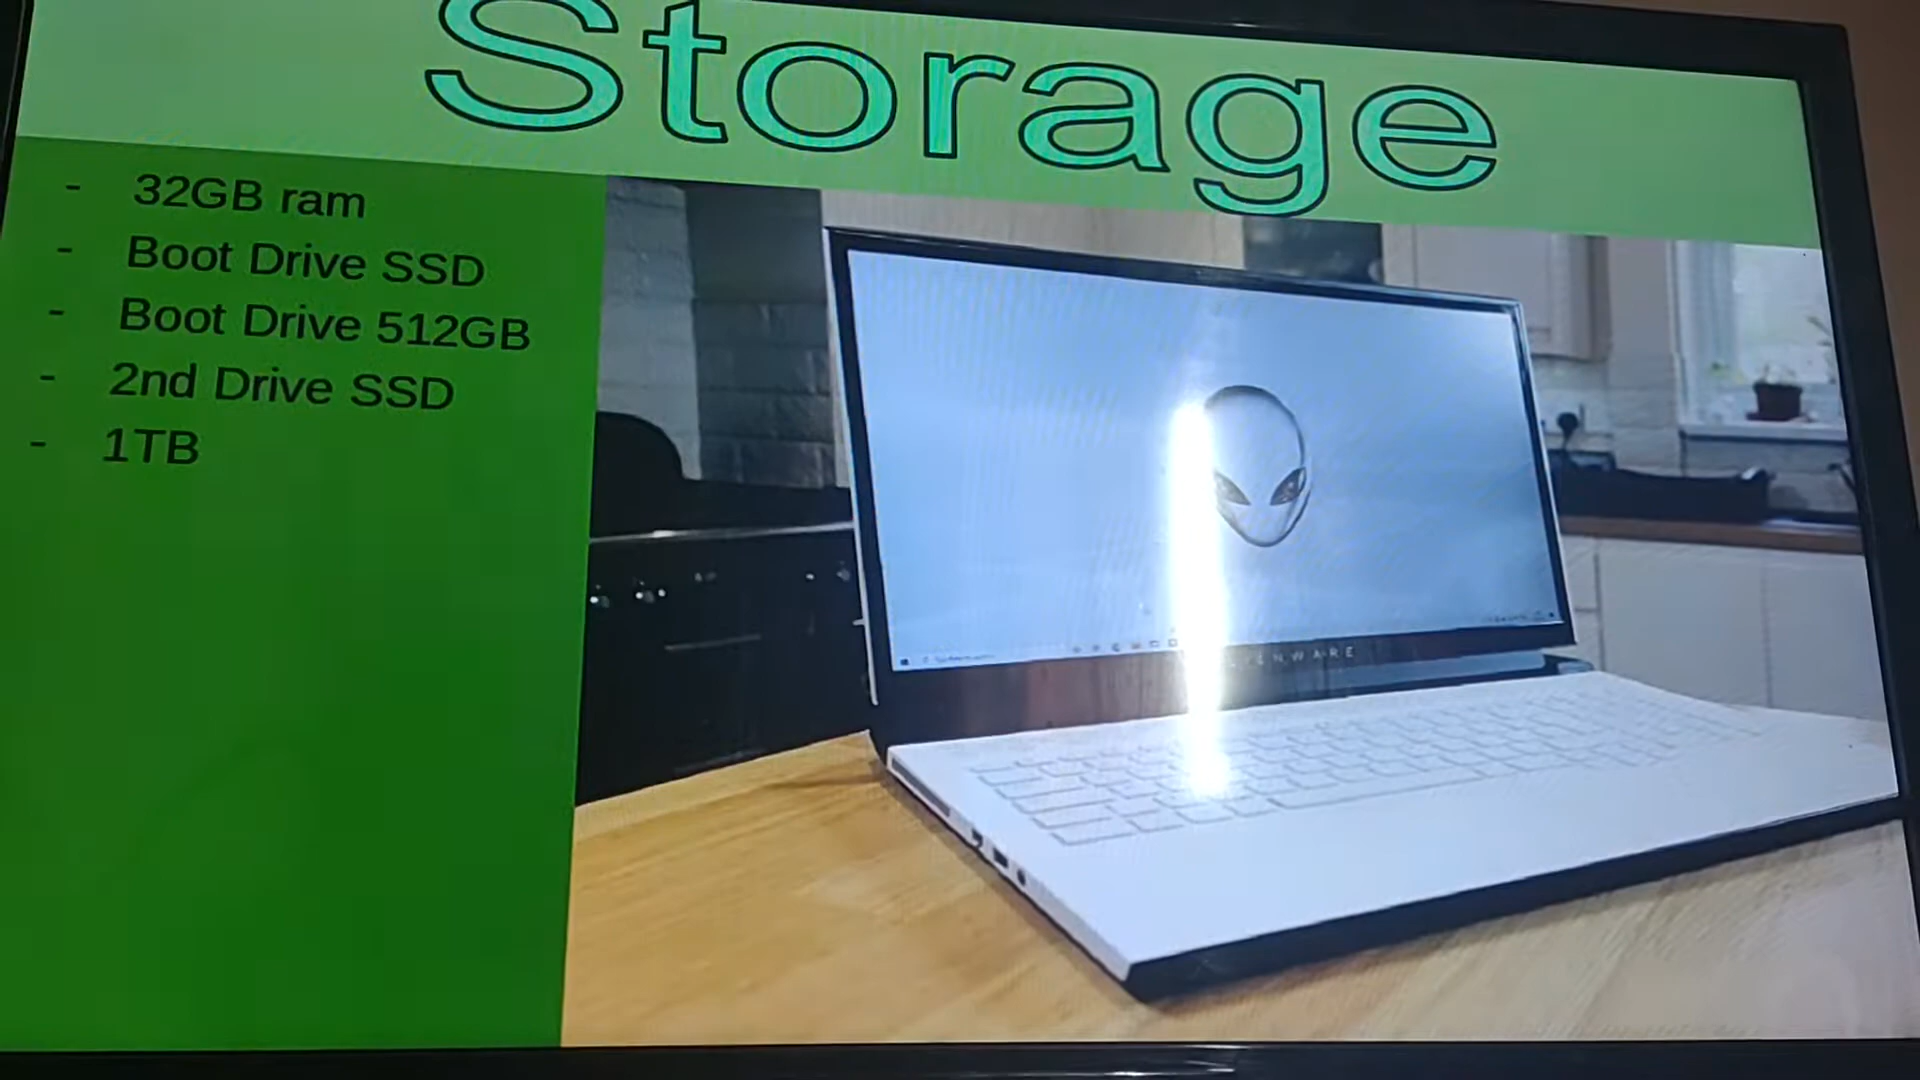 Storage
- 32GB ram
- Boot Drive SSD
- Boot Drive 512GB
- 2nd Drive SSD
- 1TB